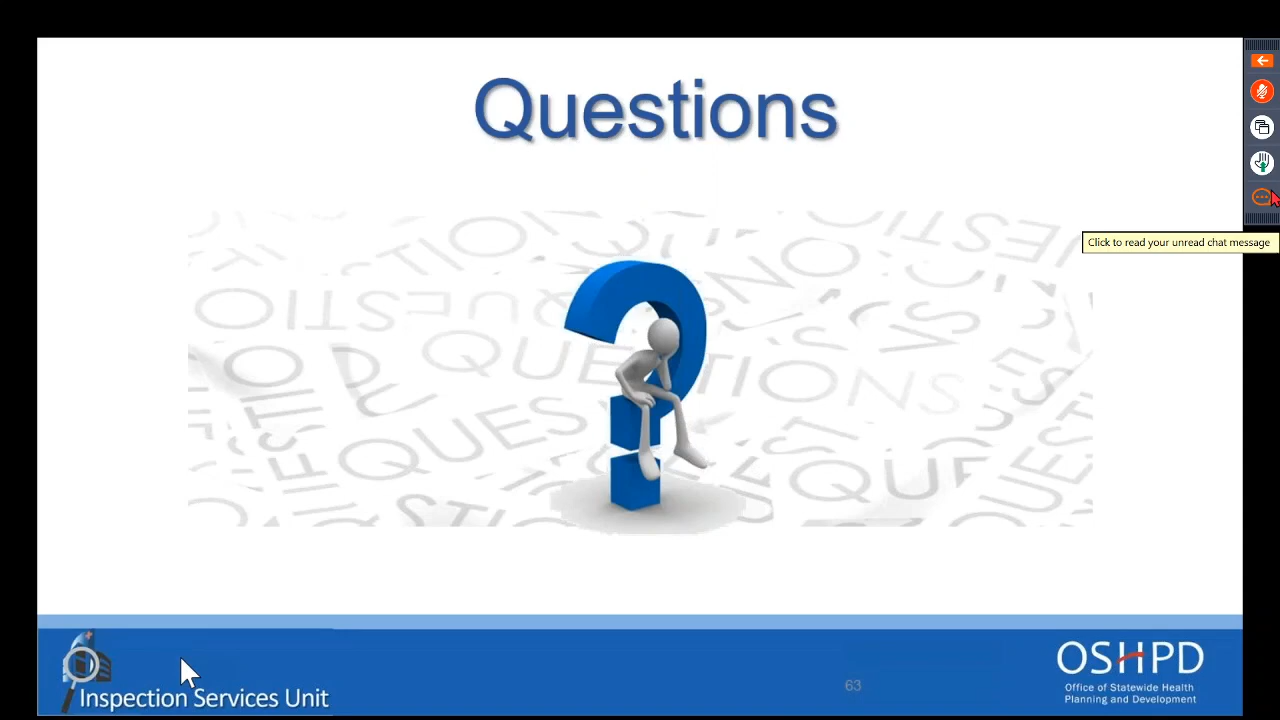 Questions
Click to read your unread chat message
QUESTIONS
Inspection Services Unit
63
OSHPD
Office of Statewide Health
Planning and Development